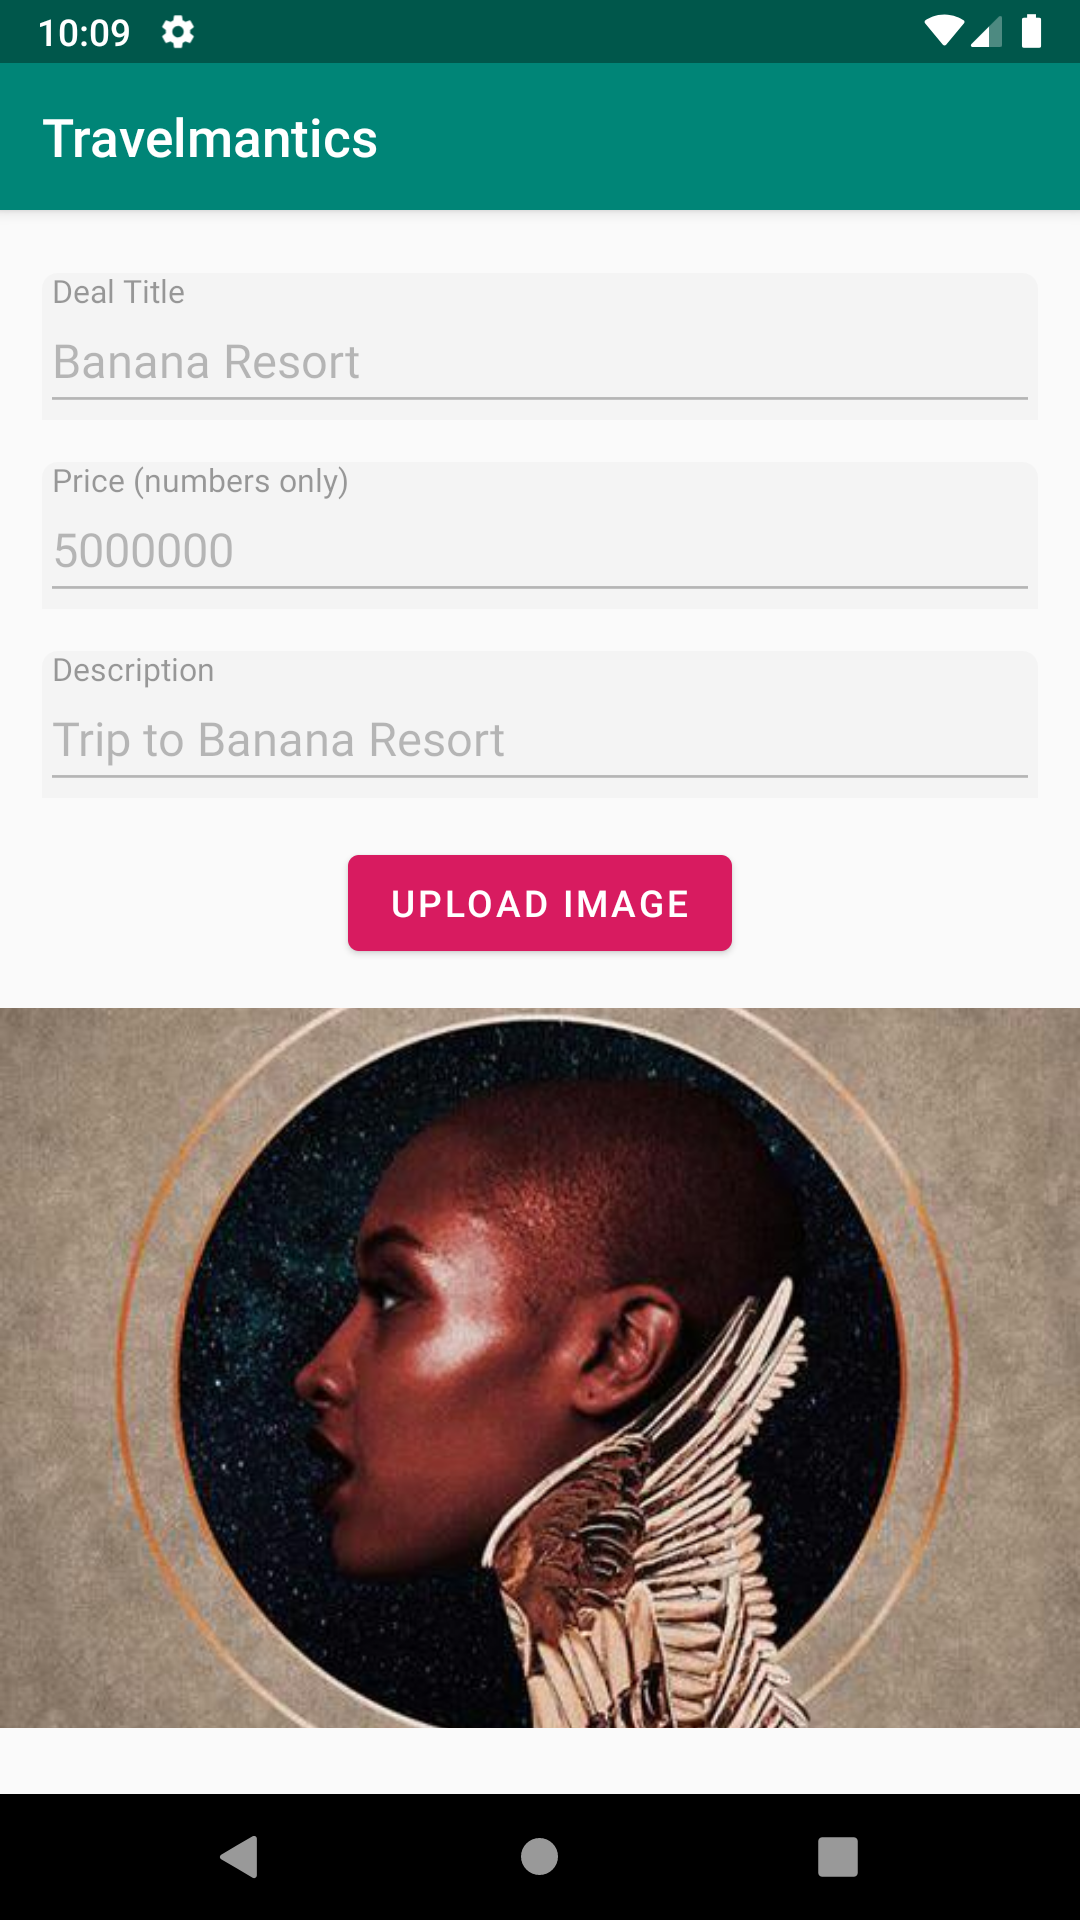 10:09
Travelmantics
Deal Title
Banana Resort
Price (numbers only)
5000000
Description
Trip to Banana Resort
UPLOAD IMAGE